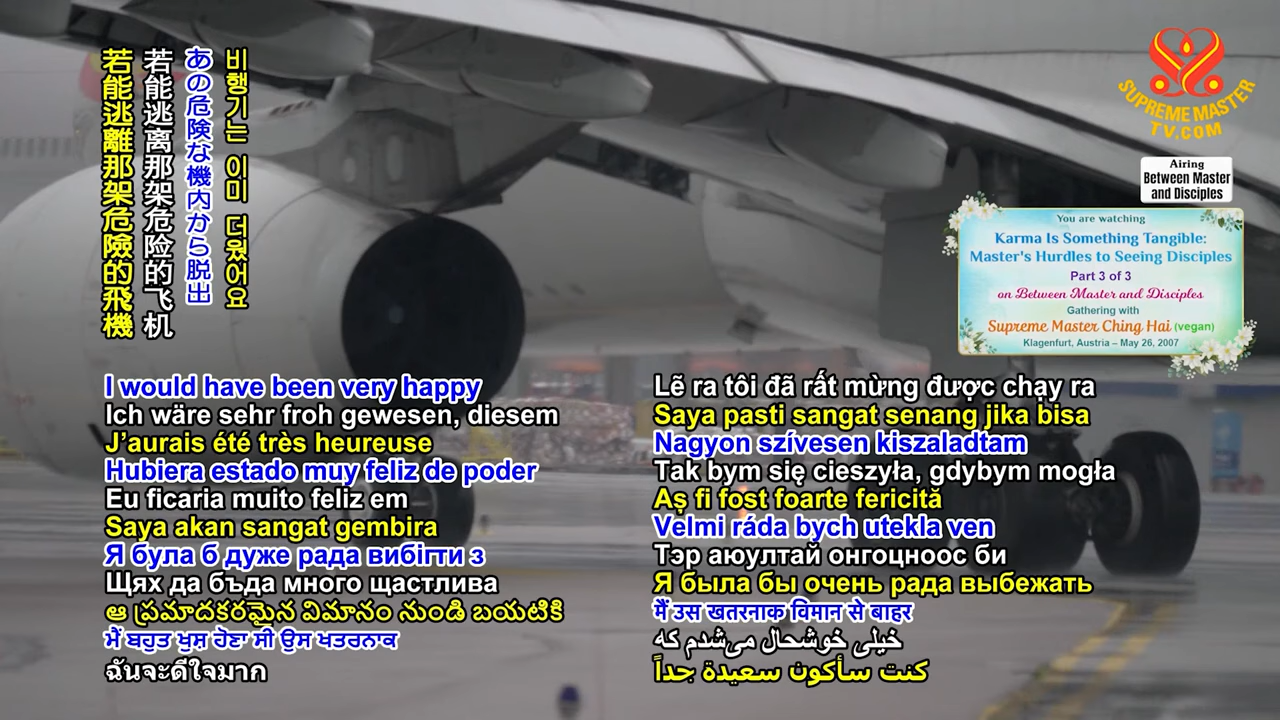 若能逃離那架危險的飛機
若能逃离那架危险的飞机
あの危険な機内から脱出
비행기는 이미 더웠어요
SUPREME MASTER
TV.COM
Airing
Between Master
and Disciples
You are watching
Karma Is Something Tangible:
Master's Hurdles to Seeing Disciples
Part 3 of 3
on Between Master and Disciples
Gathering with
Supreme Master Ching Hai (vegan)
Klagenfurt, Austria – May 26, 2007
I would have been very happy
Ich wäre sehr froh gewesen, diesem
J’aurais été très heureuse
Hubiera estado muy feliz de poder
Eu ficaria muito feliz em
Saya akan sangat gembira
Я була б дуже рада вибігти з
Щях да бъда много щастлива
ఆ ప్రమాదకరమైన విమానం నుండి బయటికి
ਮੈਂ ਬਹੁਤ ਖੁਸ਼ ਹੋਣਾ ਸੀ ਉਸ ਖਤਰਨਾਕ
ฉันจะดีใจมาก
Lẽ ra tôi đã rất mừng được chạy ra
Saya pasti sangat senang jika bisa
Nagyon szívesen kiszaladtam
Tak bym się cieszyła, gdybym mogła
Aș fi fost foarte fericită
Velmi ráda bych utekla ven
Тэр аюултай онгоцноос би
Я была бы очень рада выбежать
मैं उस खतरनाक विमान से बाहर
خیلی خوشحال می‌شدم که
كنت سأكون سعيدة جداً